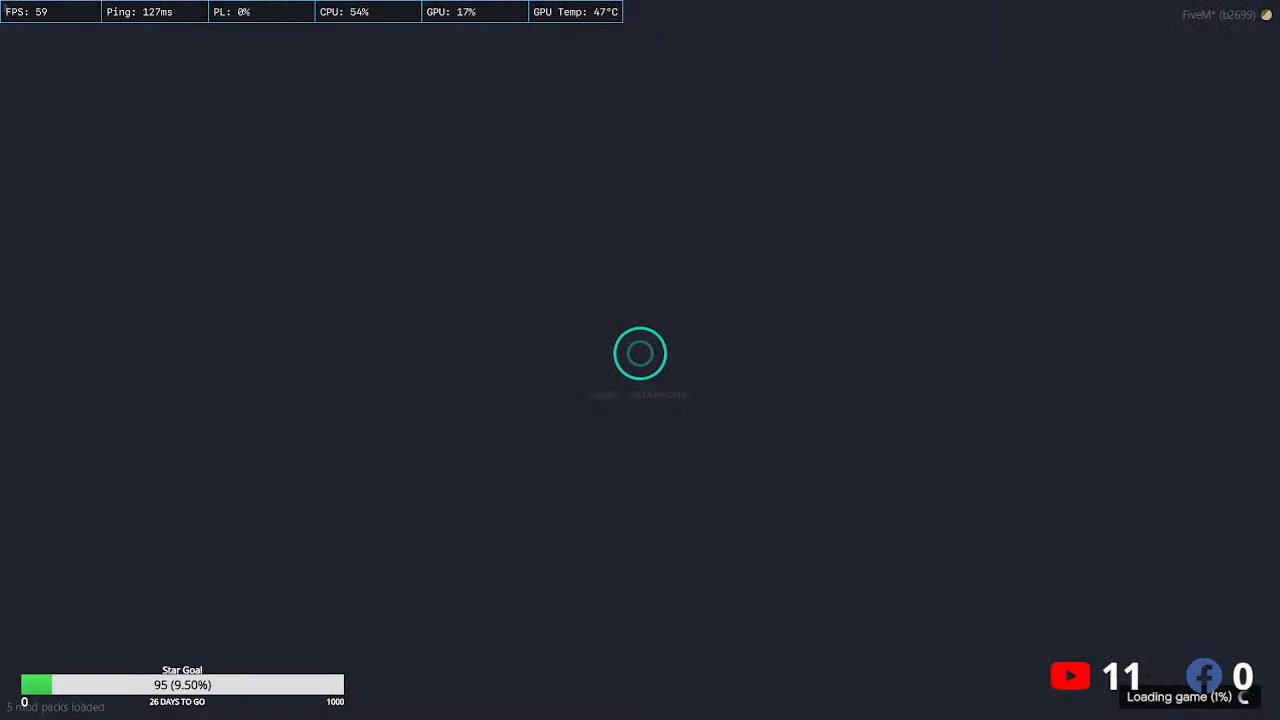 FPS: 59 Ping: 127ms PL: 0% CPU: 54% GPU: 17% GPU Temp: 47°C
FiveM* (b2699)
Star Goal
95 (9.50%)
0 26 DAYS TO GO 1000
5 mod packs loaded
11 0
Loading game (1%)